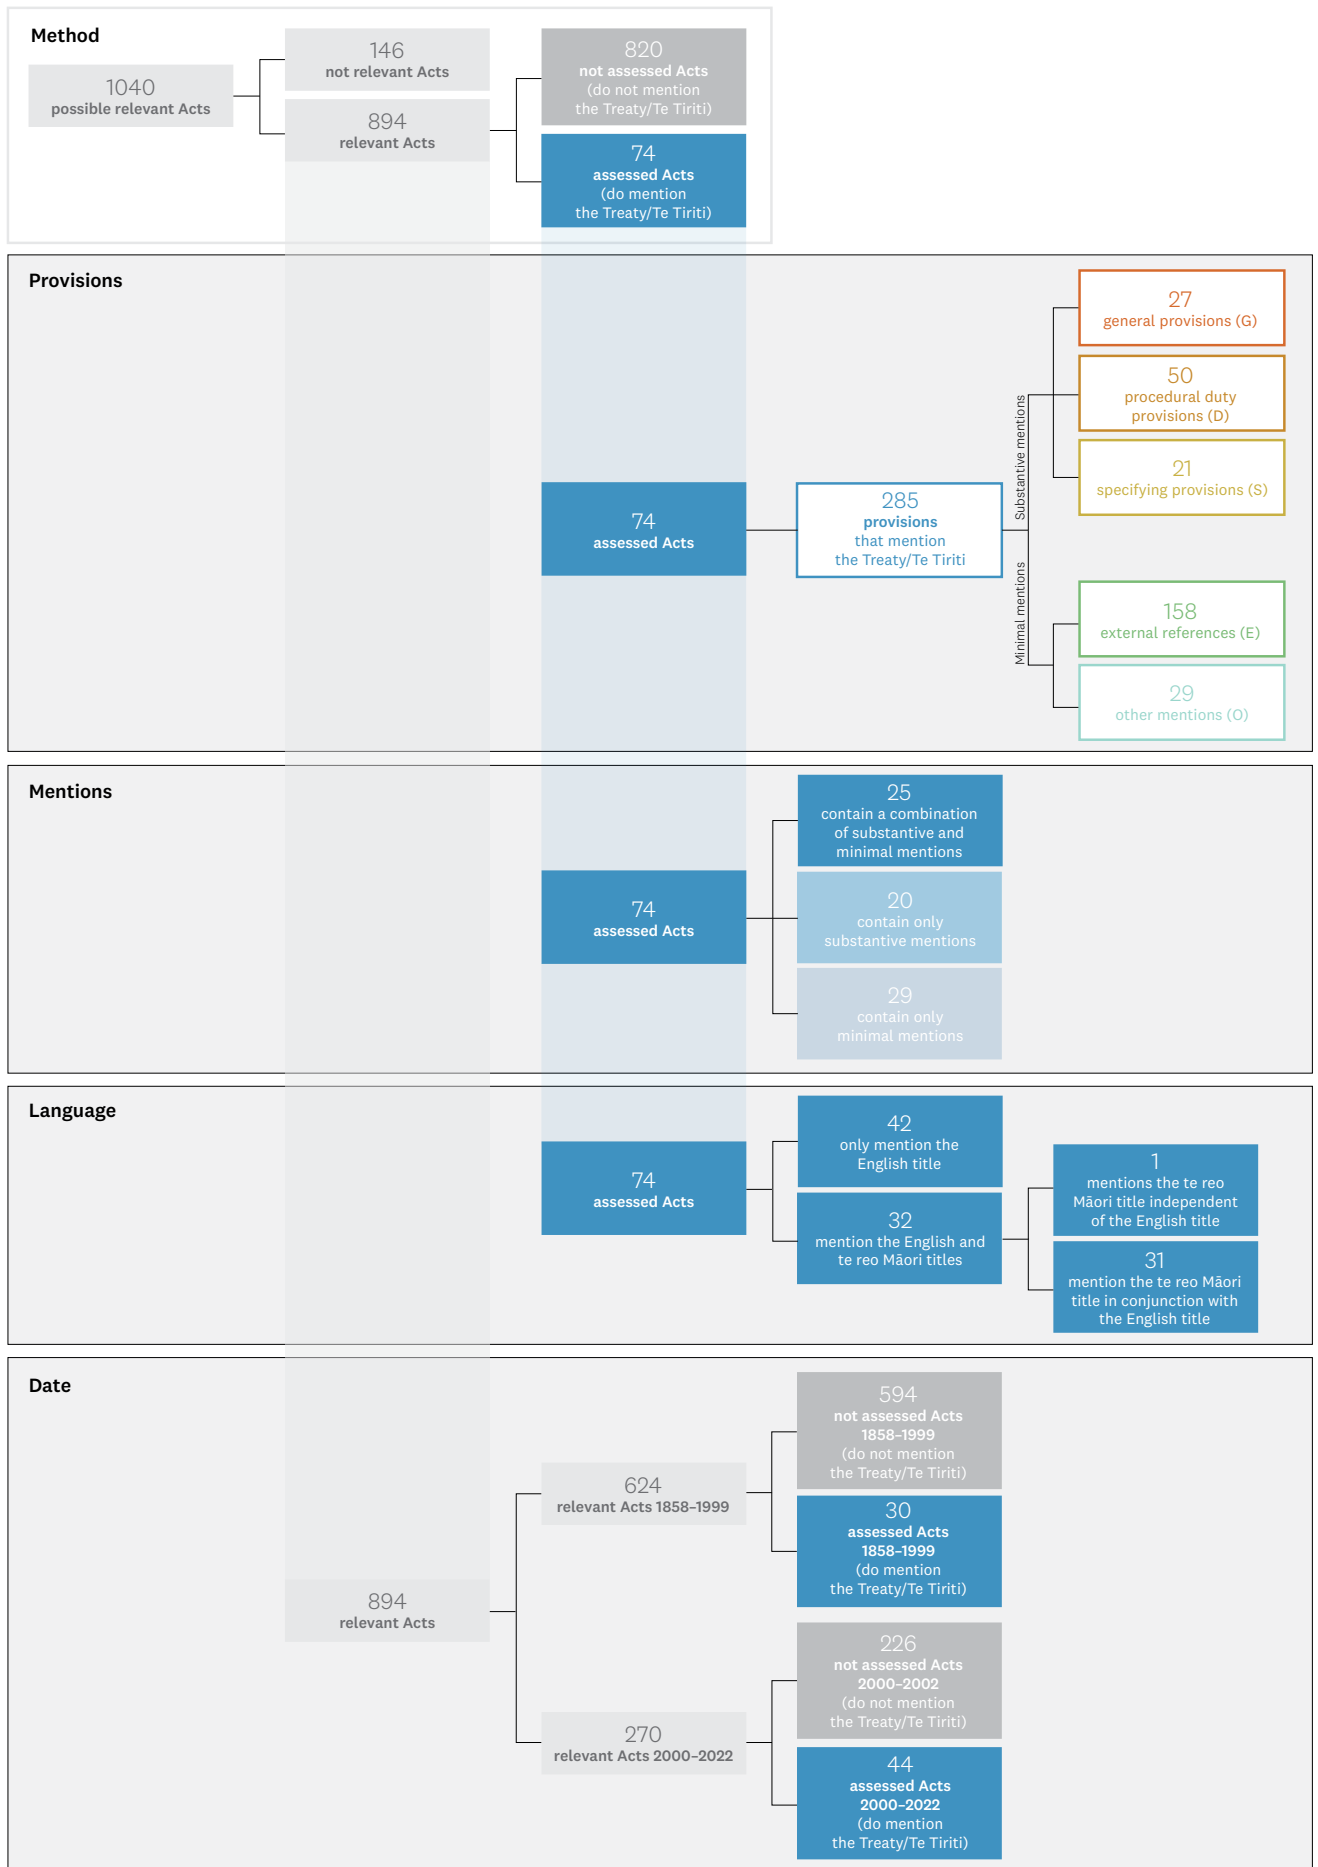 Method
1040
possible relevant Acts
146
not relevant Acts
894
relevant Acts
820
not assessed Acts
(do not mention
the Treaty/Te Tiriti)
74
assessed Acts
(do mention
the Treaty/Te Tiriti)
Provisions
74
assessed Acts
285
provisions
that mention
the Treaty/Te Tiriti
Substantive mentions
27
general provisions (G)
50
procedural duty
provisions (D)
21
specifying provisions (S)
Minimal mentions
158
external references (E)
29
other mentions (O)
Mentions
74
assessed Acts
25
contain a combination
of substantive and
minimal mentions
20
contain only
substantive mentions
29
contain only
minimal mentions
Language
74
assessed Acts
42
only mention the
English title
32
mention the English and
te reo Māori titles
1
mentions the te reo
Māori title independent
of the English title
31
mention the te reo Māori
title in conjunction with
the English title
Date
894
relevant Acts
624
relevant Acts 1858–1999
594
not assessed Acts
1858–1999
(do not mention
the Treaty/Te Tiriti)
30
assessed Acts
1858–1999
(do mention
the Treaty/Te Tiriti)
270
relevant Acts 2000–2022
226
not assessed Acts
2000–2002
(do not mention
the Treaty/Te Tiriti)
44
assessed Acts
2000–2022
(do mention
the Treaty/Te Tiriti)